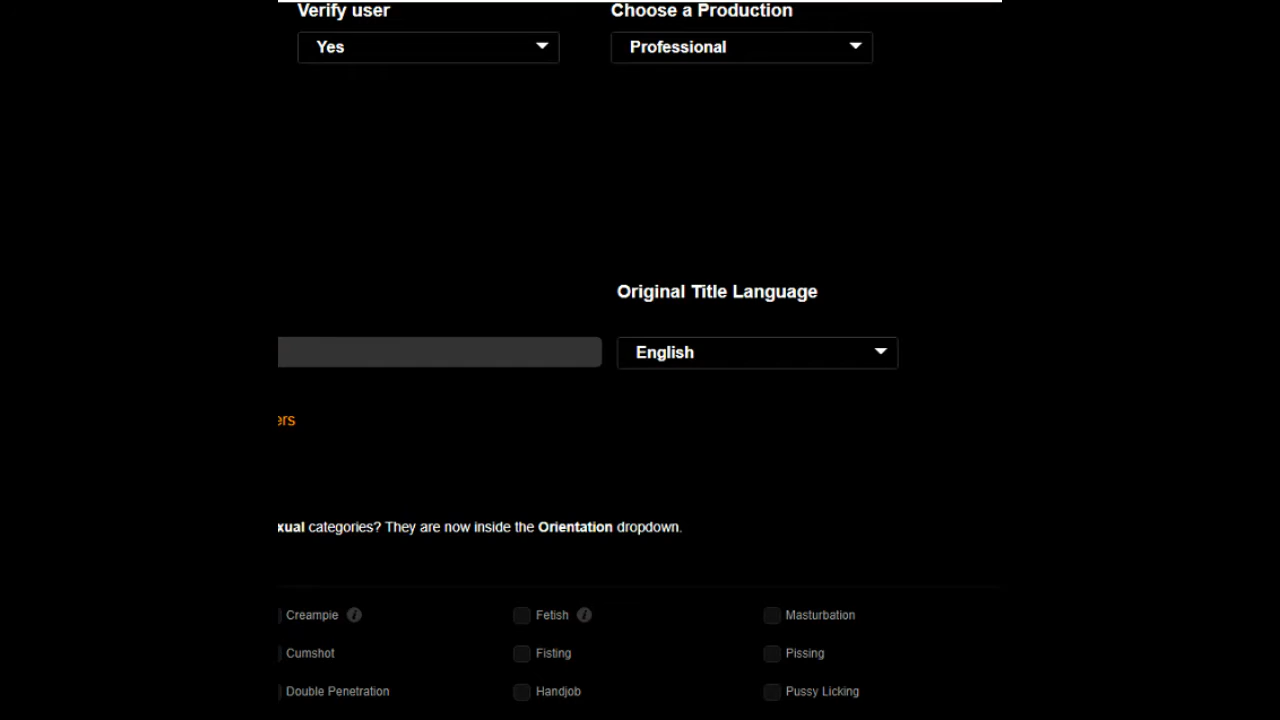 Verify user
Choose a Production
Yes
Professional
Original Title Language
English
ers
xual categories? They are now inside the Orientation dropdown.
Creampie
Fetish
Masturbation
Cumshot
Fisting
Pissing
Double Penetration
Handjob
Pussy Licking